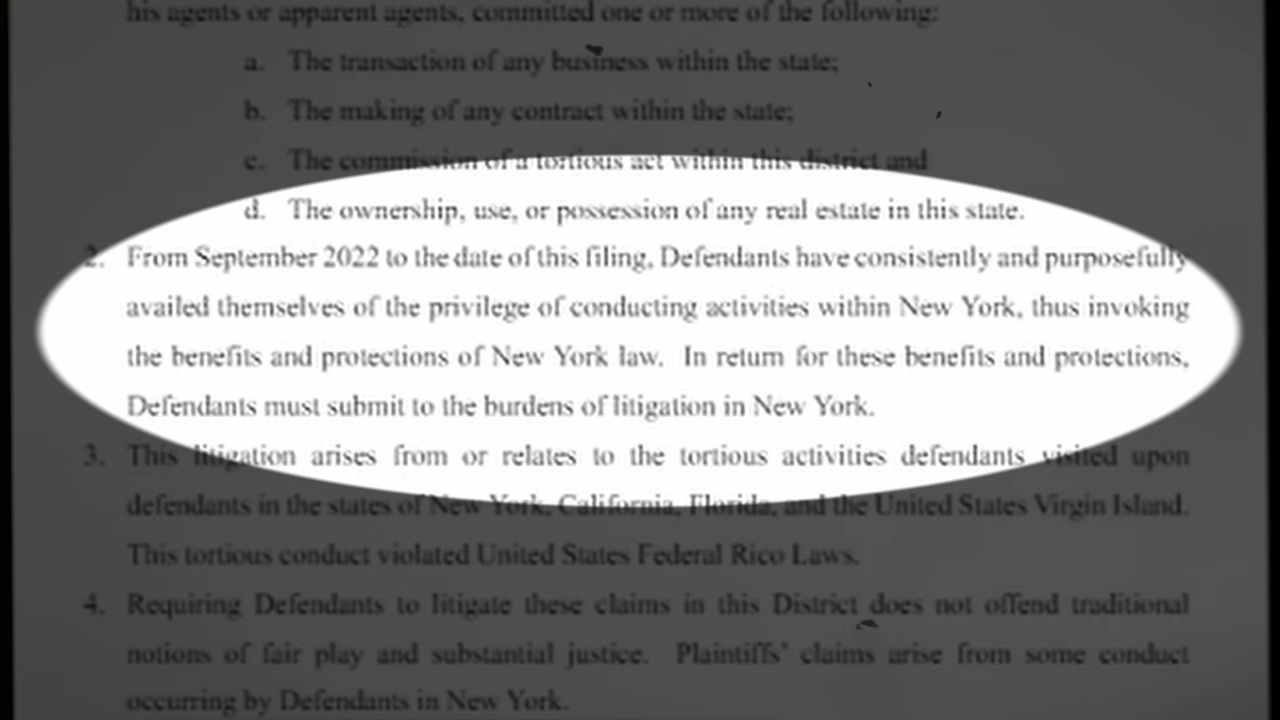 his agents or apparent agents, committed one or more of the following:
a. The transaction of any business within the state;
b. The making of any contract within the state;
c. The commission of a tortious act within this district and
d. The ownership, use, or possession of any real estate in this state.
2. From September 2022 to the date of this filing, Defendants have consistently and purposefully
availed themselves of the privilege of conducting activities within New York, thus invoking
the benefits and protections of New York law. In return for these benefits and protections,
Defendants must submit to the burdens of litigation in New York.
3. This litigation arises from or relates to the tortious activities defendants visited upon
defendants in the states of New York, California, Florida, and the United States Virgin Island.
This tortious conduct violated United States Federal Rico Laws.
4. Requiring Defendants to litigate these claims in this District does not offend traditional
notions of fair play and substantial justice. Plaintiffs' claims arise from some conduct
occurring by Defendants in New York.